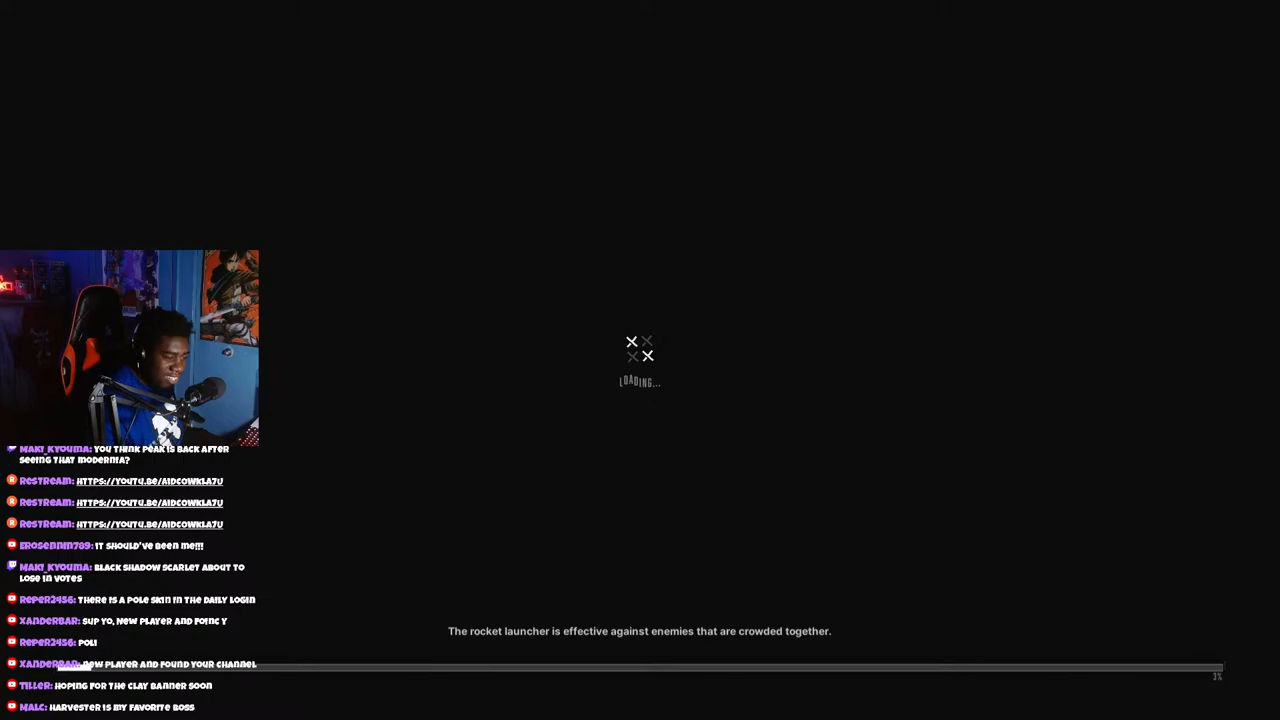 LOADING...
MAKI_KYOUMA: YOU THINK PEAK IS BACK AFTER
SEEING THAT MODERNIA?
RESTREAM: HTTPS://YOUTU.BE/AIDCOWKLA7U
RESTREAM: HTTPS://YOUTU.BE/AIDCOWKLA7U
RESTREAM: HTTPS://YOUTU.BE/AIDCOWKLA7U
EROSENNIN789: IT SHOULD'VE BEEN ME!!!
MAKI_KYOUMA: BLACK SHADOW SCARLET ABOUT TO
LOSE IN VOTES
REPER2456: THERE IS A POLE SKIN IN THE DAILY LOGIN
XANDERBAR: SUP YO, NEW PLAYER AND FOINC Y
REPER2456: POLI
XANDERBAR: NEW PLAYER AND FOUND YOUR CHANNEL
TILLER: HOPING FOR THE CLAY BANNER SOON
MALC: HARVESTER IS MY FAVORITE BOSS
The rocket launcher is effective against enemies that are crowded together.
3%